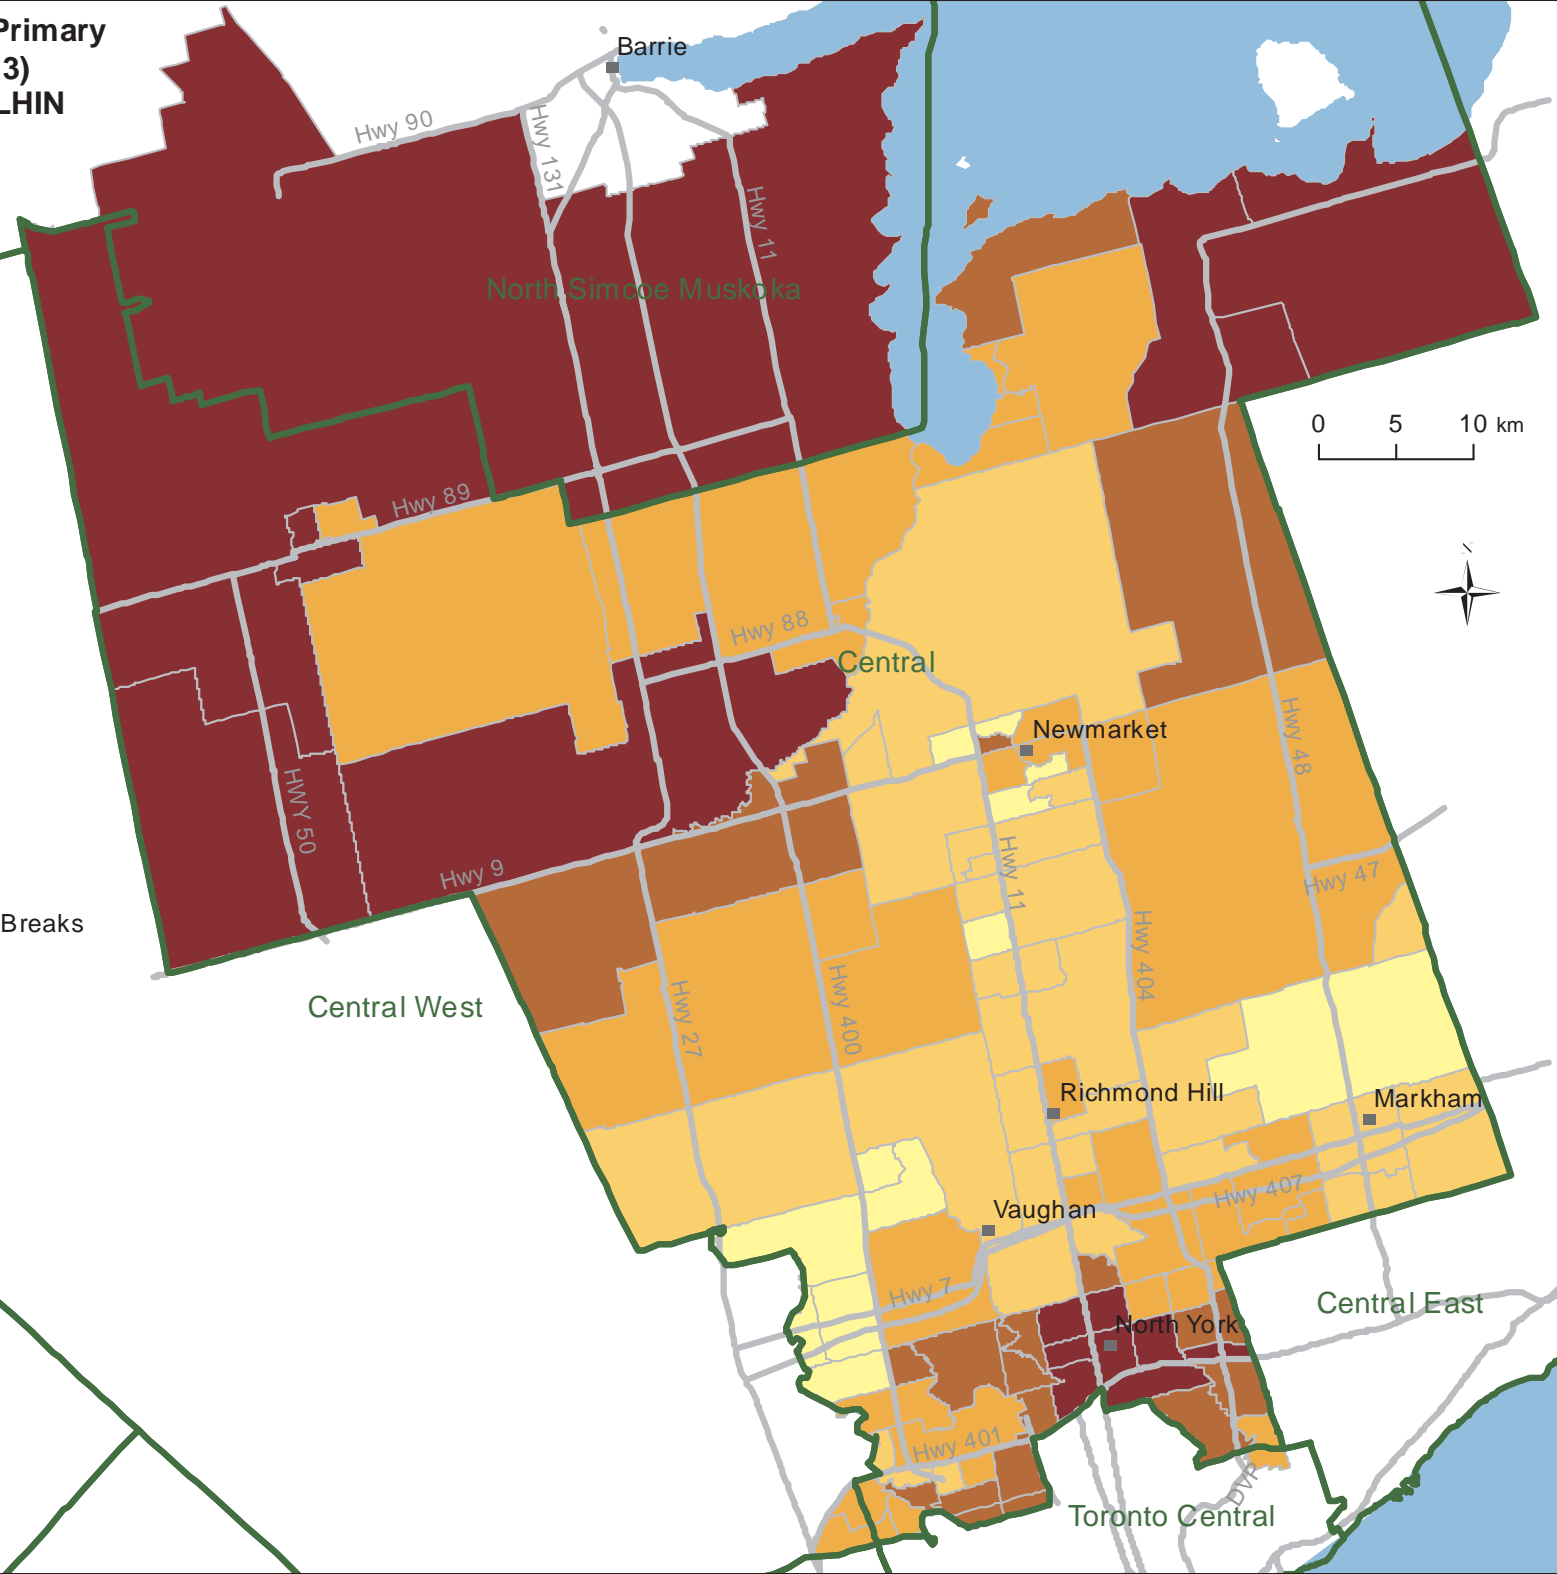 Primary
3)
LHIN
Barrie
Hwy 90
Hwy 131
Hwy 11
North Simcoe Muskoka
0 5 10 km
Hwy 89
N
Hwy 88
Central
Newmarket
Hwy 48
HWY 50
Hwy 9
Hwy 11
Hwy 47
Breaks
Hwy 404
Central West
Hwy 27
Hwy 400
Richmond Hill
Markham
Hwy 407
Vaughan
Hwy 7
Central East
North York
Hwy 401
DVP
Toronto Central